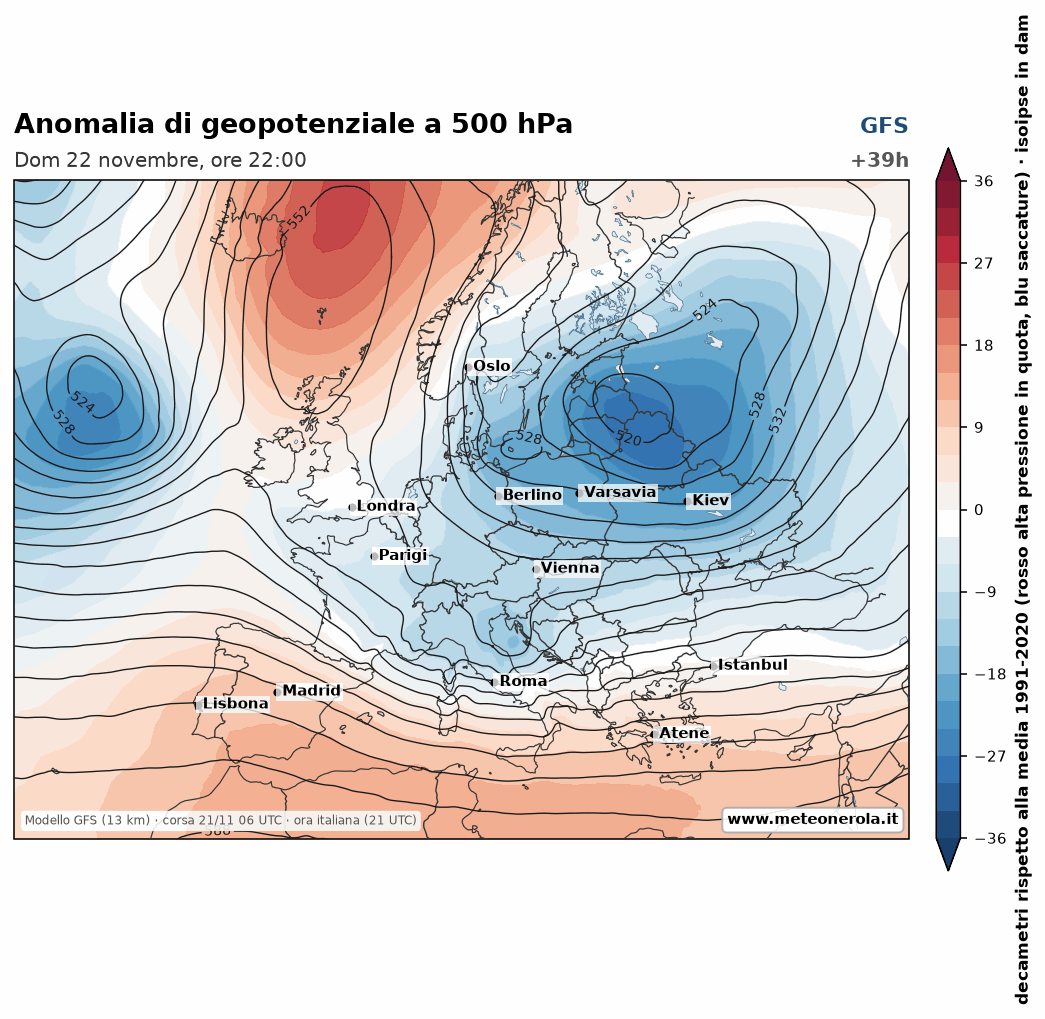 Anomalia di geopotenziale a 500 hPa
GFS
Dom 22 novembre, ore 22:00
+39h
552
524
528
524
528
532
528
520
Oslo
Berlino
Varsavia
Kiev
Londra
Parigi
Vienna
Istanbul
Roma
Madrid
Lisbona
Atene
Modello GFS (13 km) · corsa 21/11 06 UTC · ora italiana (21 UTC)
www.meteonerola.it
36
27
18
9
0
−9
−18
−27
−36
decametri rispetto alla media 1991-2020 (rosso alta pressione in quota, blu saccature) · isoipse in dam